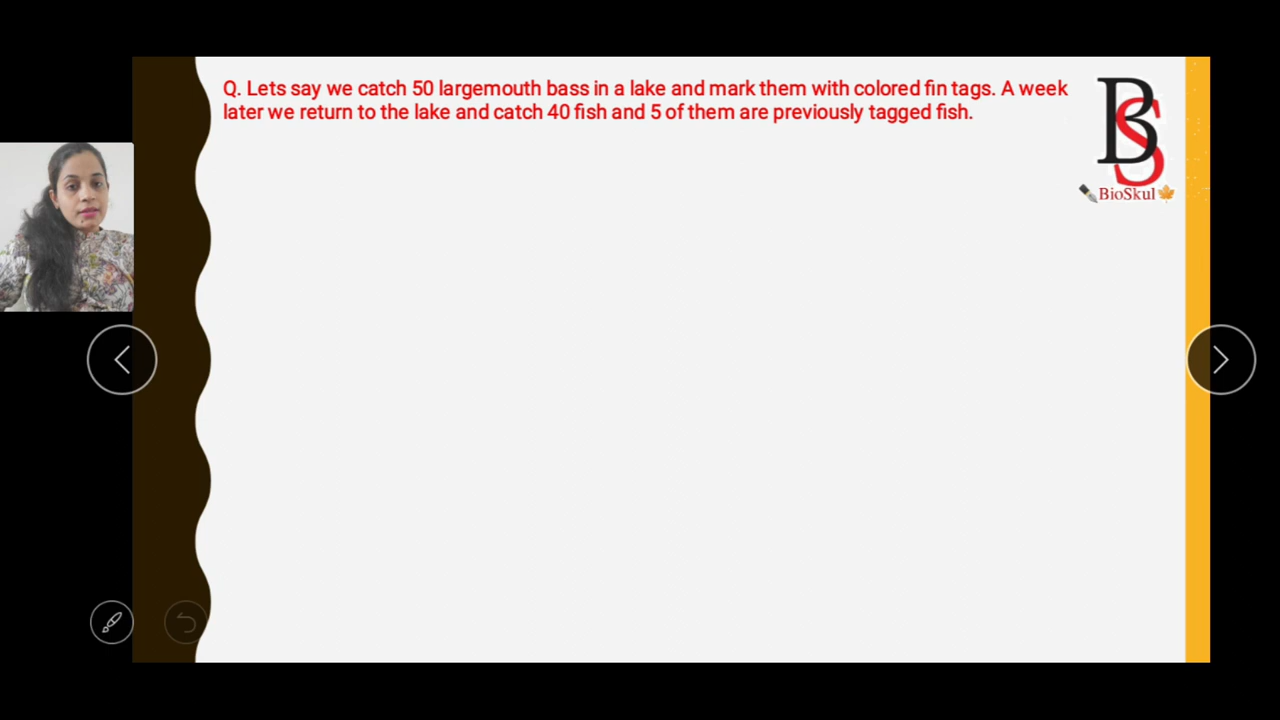 Q. Lets say we catch 50 largemouth bass in a lake and mark them with colored fin tags. A week
later we return to the lake and catch 40 fish and 5 of them are previously tagged fish.
BS
BioSkul